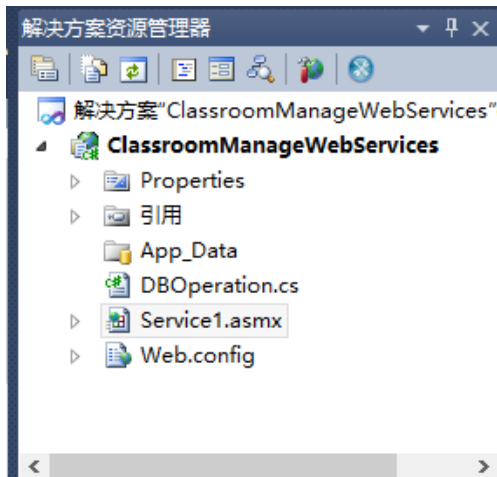 解决方案资源管理器
解决方案"ClassroomManageWebServices"
ClassroomManageWebServices
Properties
引用
App_Data
DBOperation.cs
Service1.asmx
Web.config